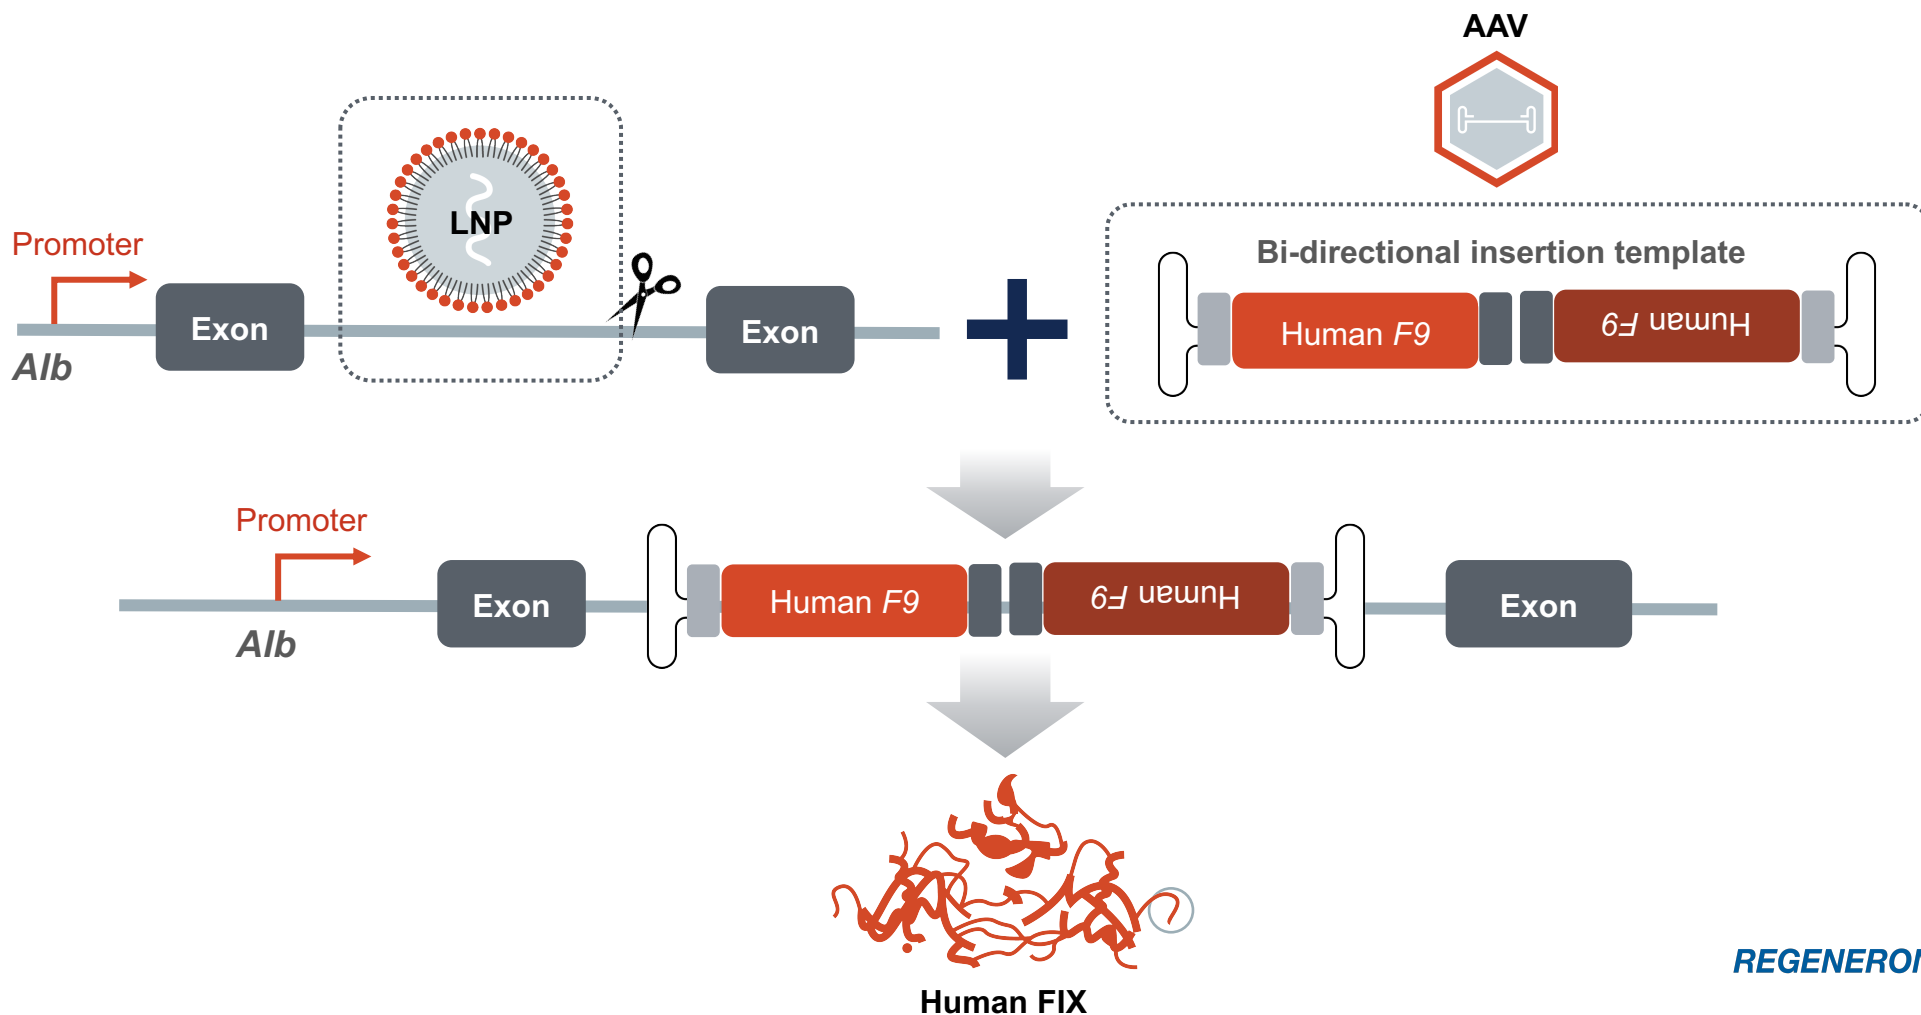 AAV
LNP
Promoter
Exon
Exon
Alb
Bi-directional insertion template
Human F9
Human F9
Promoter
Exon
Human F9
Human F9
Exon
Alb
Human FIX
REGENERON